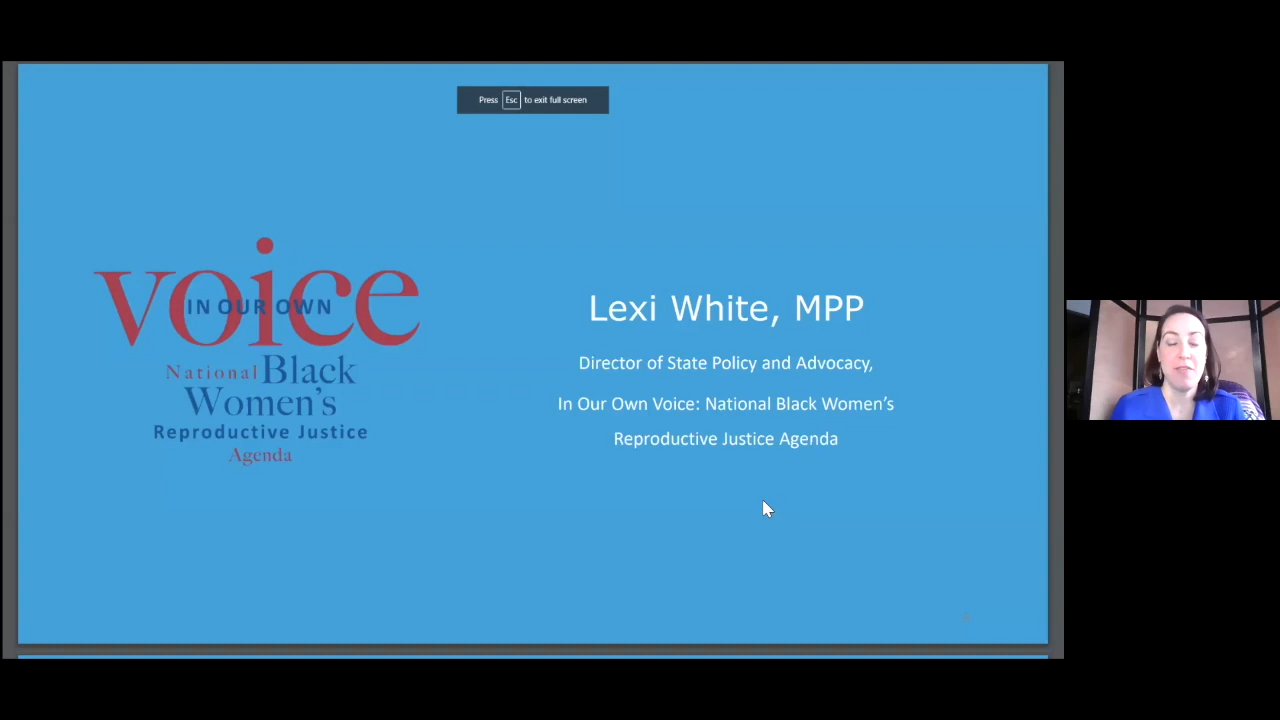 Press Esc to exit full screen
voice
IN OUR OWN
National Black
Women's
Reproductive Justice
Agenda
Lexi White, MPP
Director of State Policy and Advocacy,
In Our Own Voice: National Black Women’s
Reproductive Justice Agenda